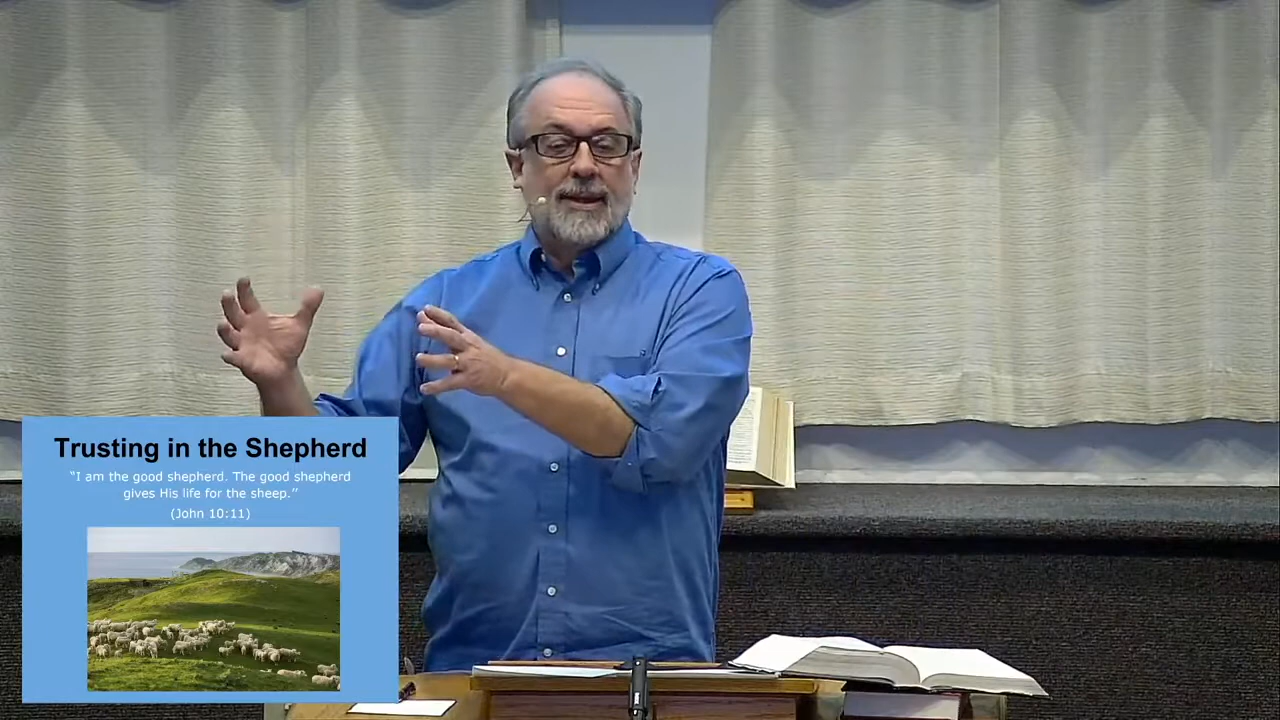 Trusting in the Shepherd
“I am the good shepherd. The good shepherd
gives His life for the sheep.”
(John 10:11)